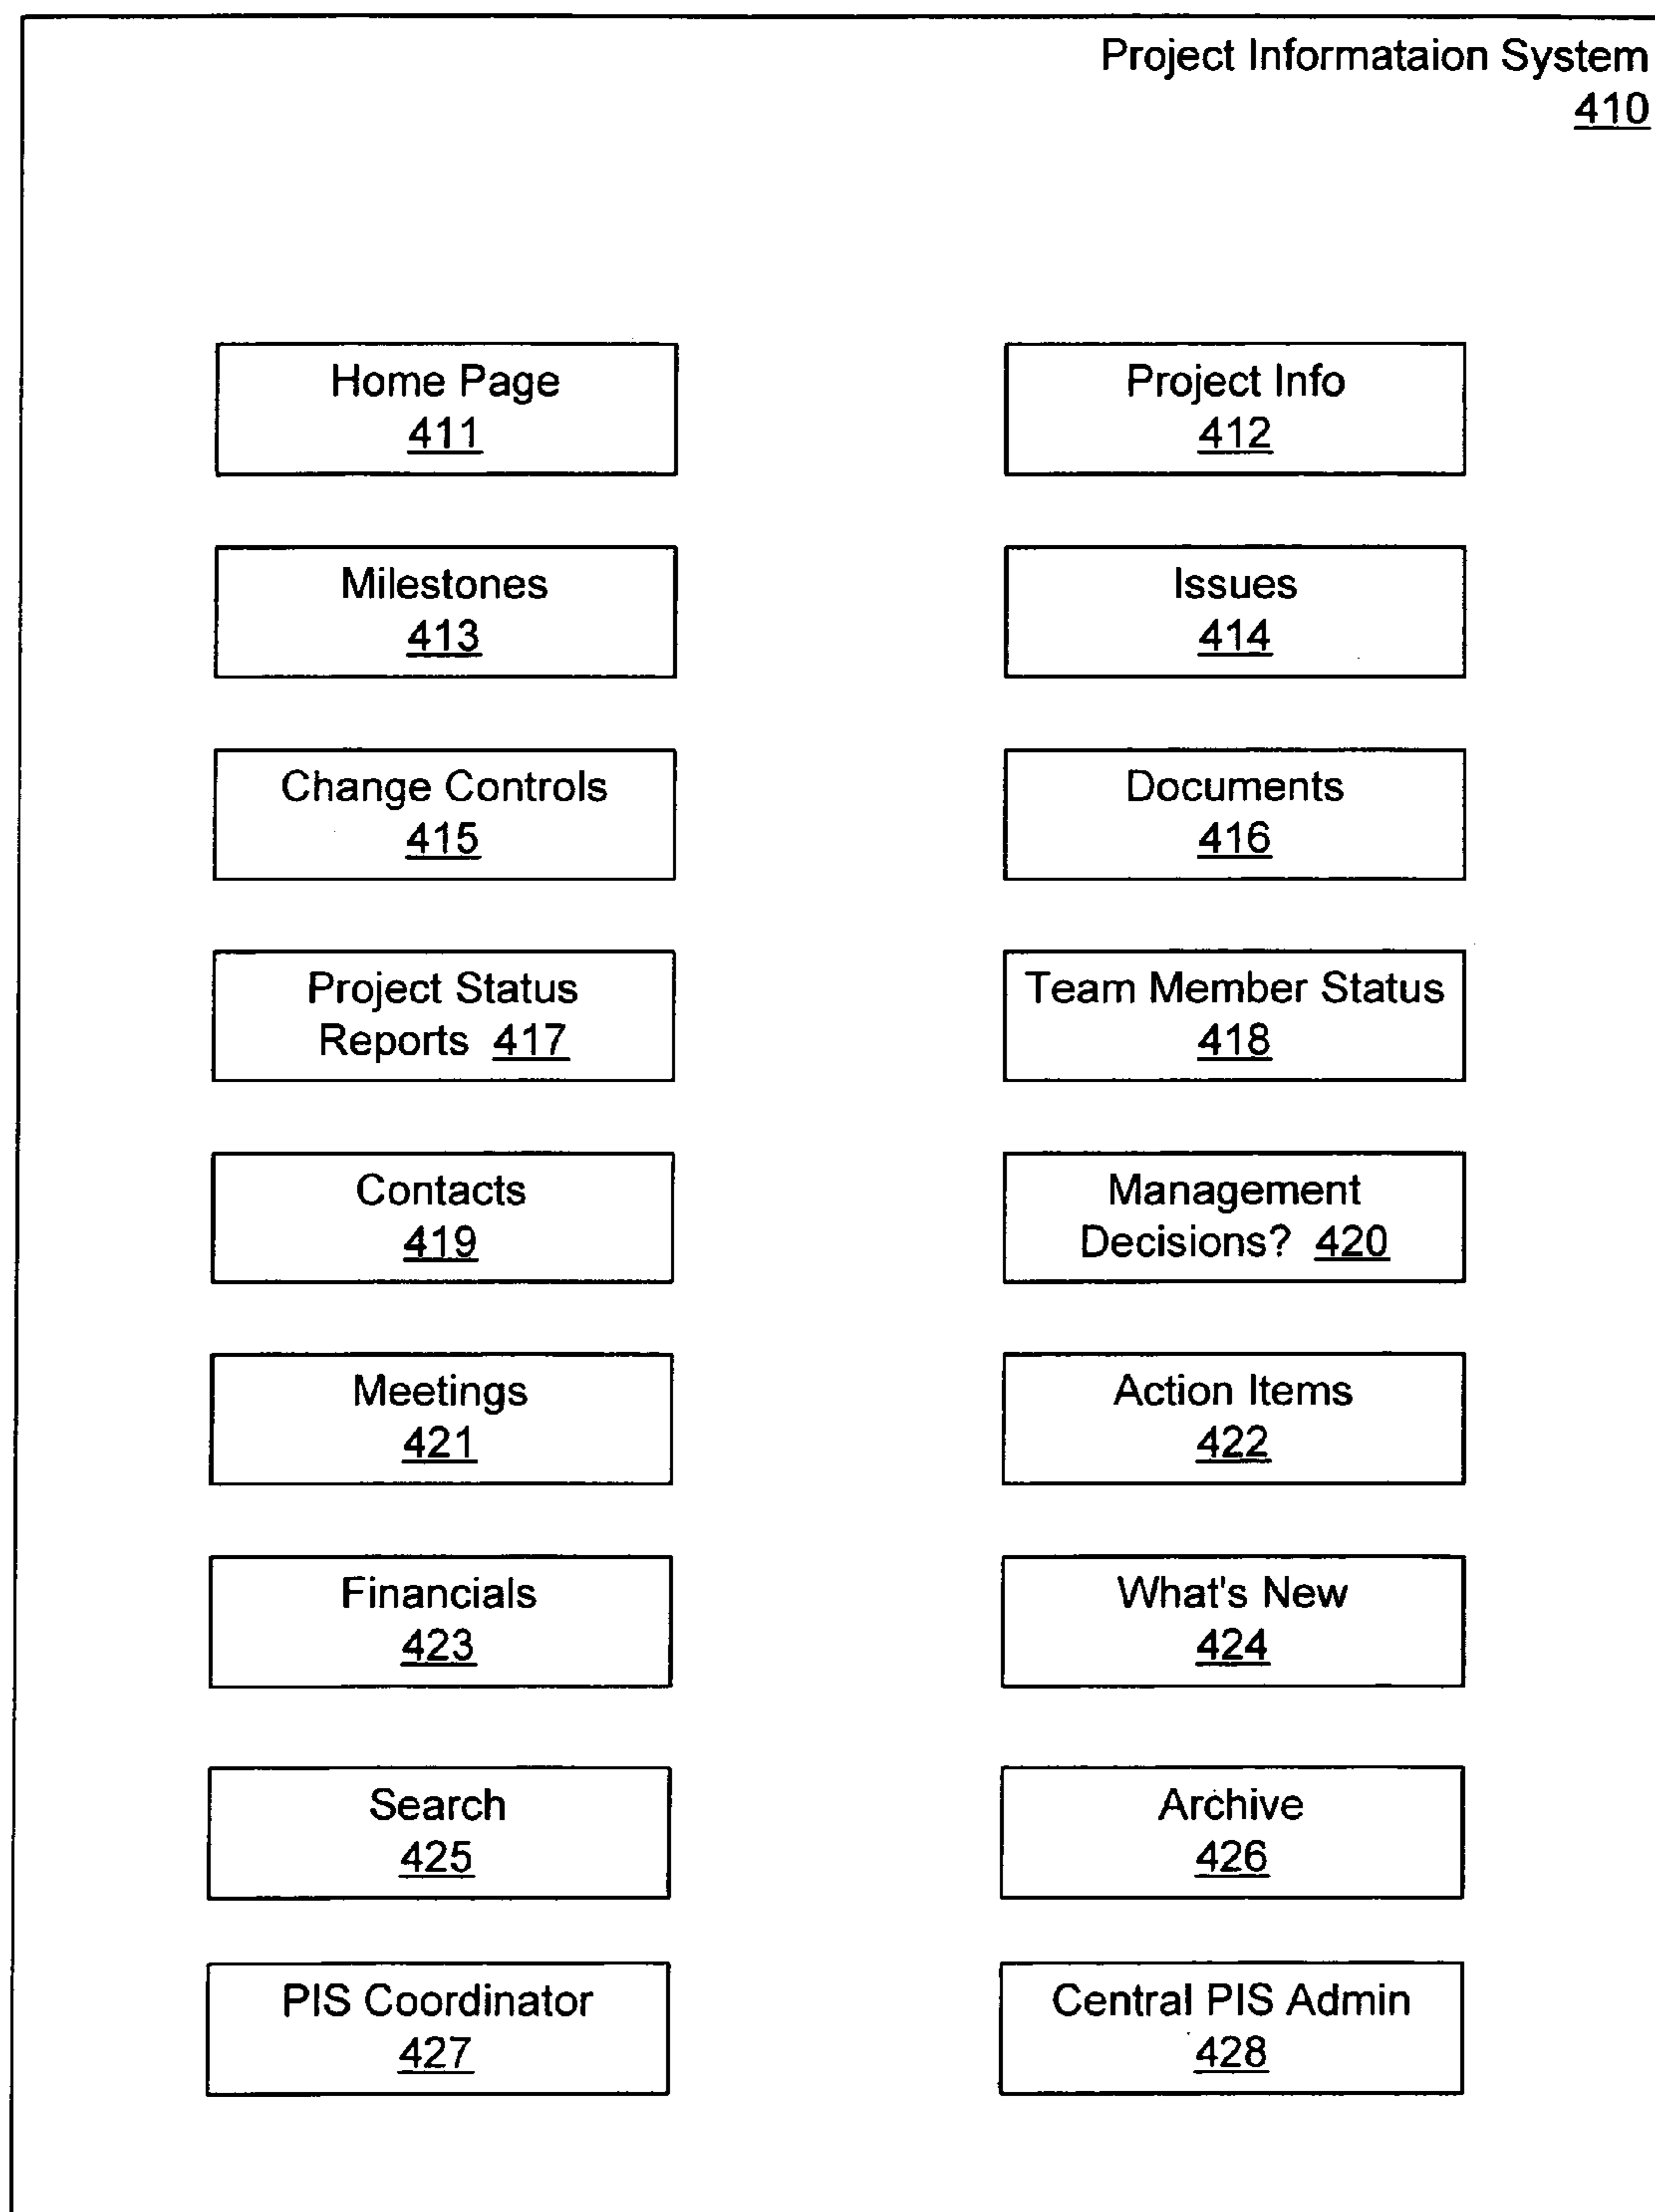 Project Informataion System
410
Home Page
411
Project Info
412
Milestones
413
Issues
414
Change Controls
415
Documents
416
Project Status
Reports 417
Team Member Status
418
Contacts
419
Management
Decisions? 420
Meetings
421
Action Items
422
Financials
423
What's New
424
Search
425
Archive
426
PIS Coordinator
427
Central PIS Admin
428